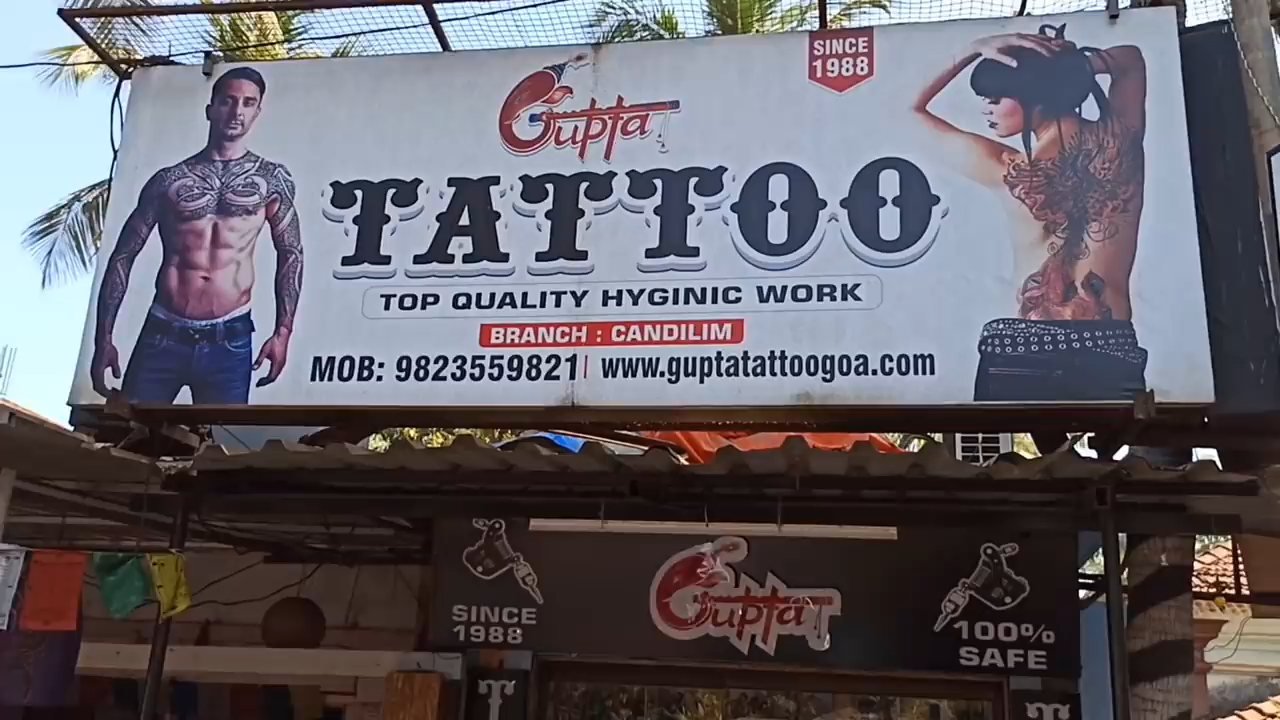 SINCE
1988
Gupta
TATTOO
TOP QUALITY HYGINIC WORK
BRANCH : CANDILIM
MOB: 9823559821 www.guptatattoogoa.com
SINCE
1988
Gupta
100%
SAFE
T
T